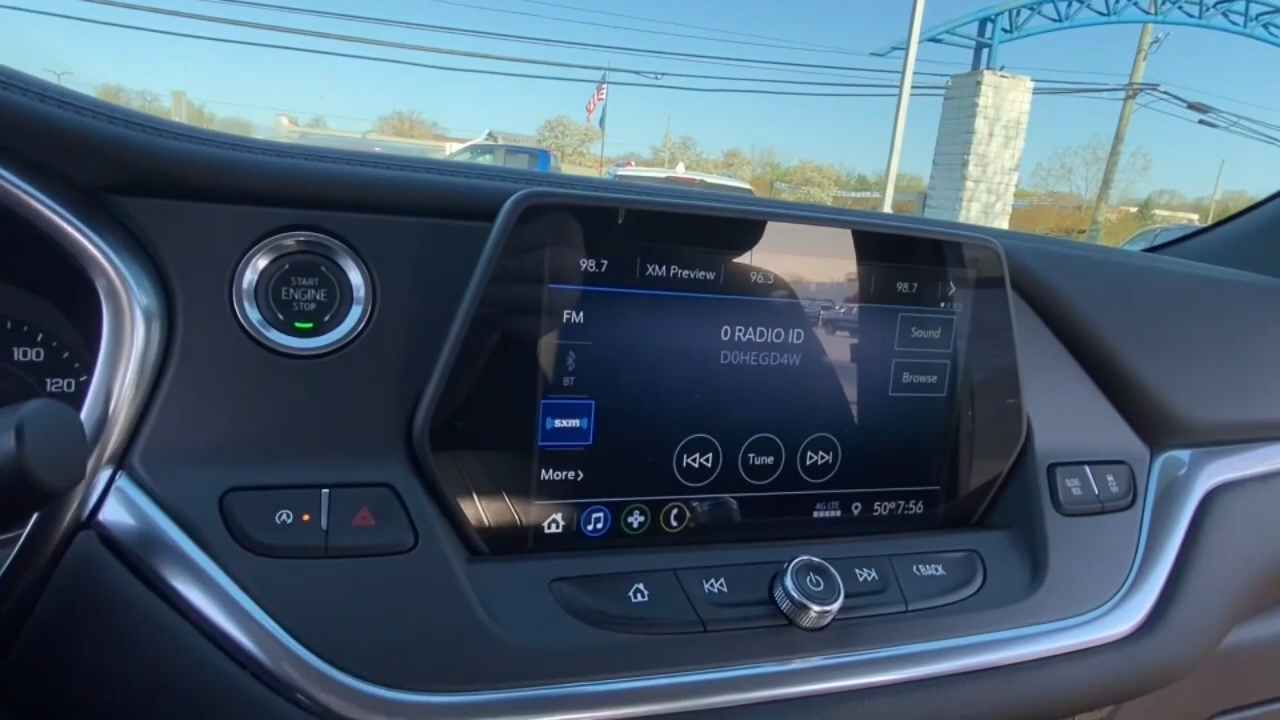 98.7
XM Preview
96.3
98.7
FM
0 RADIO ID
D0HEGD4W
Sound
BT
Browse
sxm
More
Tune
4G LTE
50° 7:56
START
ENGINE
STOP
100
120
BACK